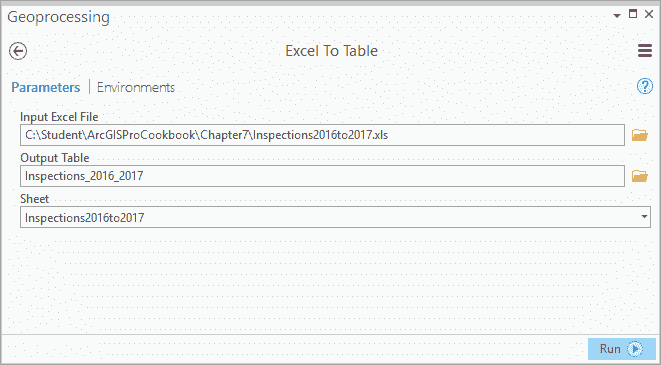 Geoprocessing
Excel To Table
Parameters | Environments
Input Excel File
C:\Student\ArcGISProCookbook\Chapter7\Inspections2016to2017.xls
Output Table
Inspections_2016_2017
Sheet
Inspections2016to2017
Run